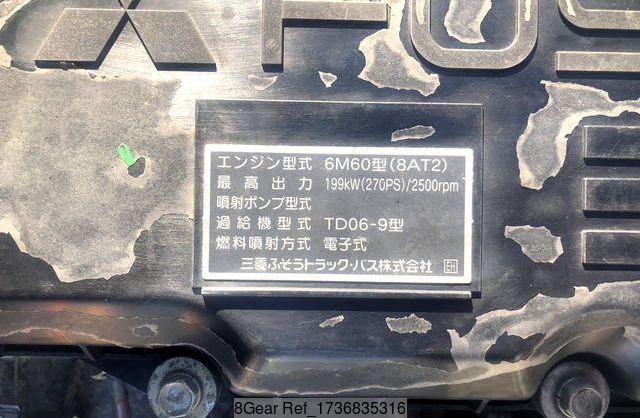 FUSO
エンジン型式 6M60型(8AT2)
最高出力 199kW(270PS)/2500rpm
噴射ポンプ型式
過給機型式 TD06-9型
燃料噴射方式 電子式
三菱ふそうトラック・バス株式会社 EH
8Gear Ref_1736835316